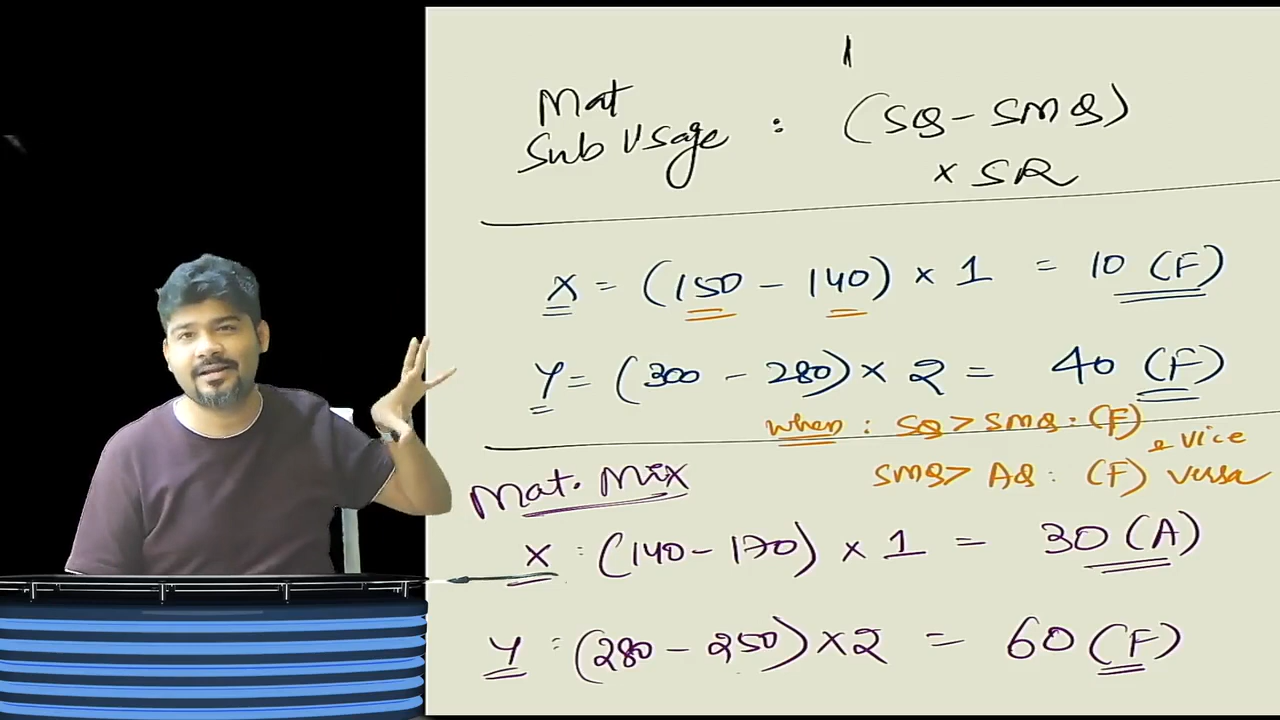 Mat
Sub Usage : (SQ - SMQ)
× SR
X = (150 - 140) × 1 = 10 (F)
Y = (300 - 280) × 2 = 40 (F)
when : SQ > SMQ : (F)
& vice
SMQ > AQ : (F) versa
Mat. Mix
X : (140 - 170) × 1 = 30 (A)
Y : (280 - 250) × 2 = 60 (F)